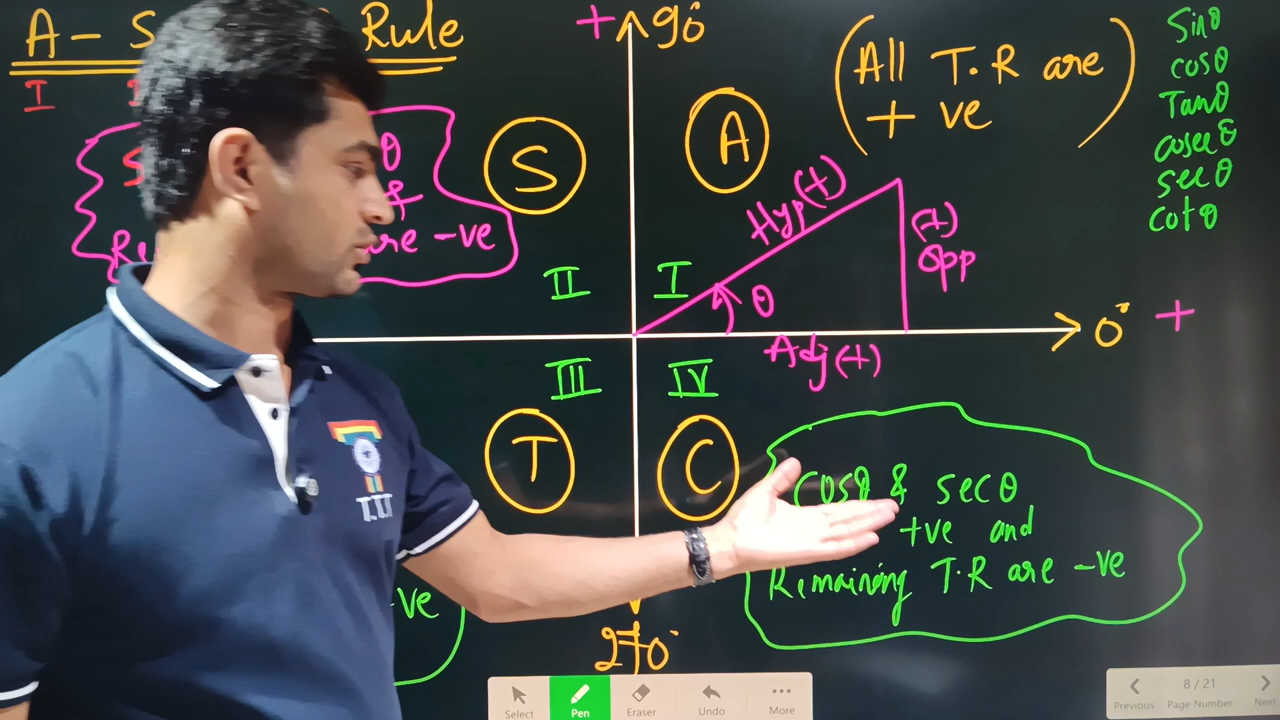 A - S Rule
I
+ 90°
(All T.R are
+ ve)
Sinθ
cosθ
Tanθ
cosecθ
secθ
cotθ
S
A
θ
&
are -ve
Hyp(+)
(+)
Opp
II
I
θ
0° +
Adj(+)
III
IV
T
C
cosθ & secθ
+ve and
Remaining T.R are -ve
-ve
270°
T.T.T
Select
Pen
Eraser
Undo
More
Previous
8 / 21
Page Number
Next